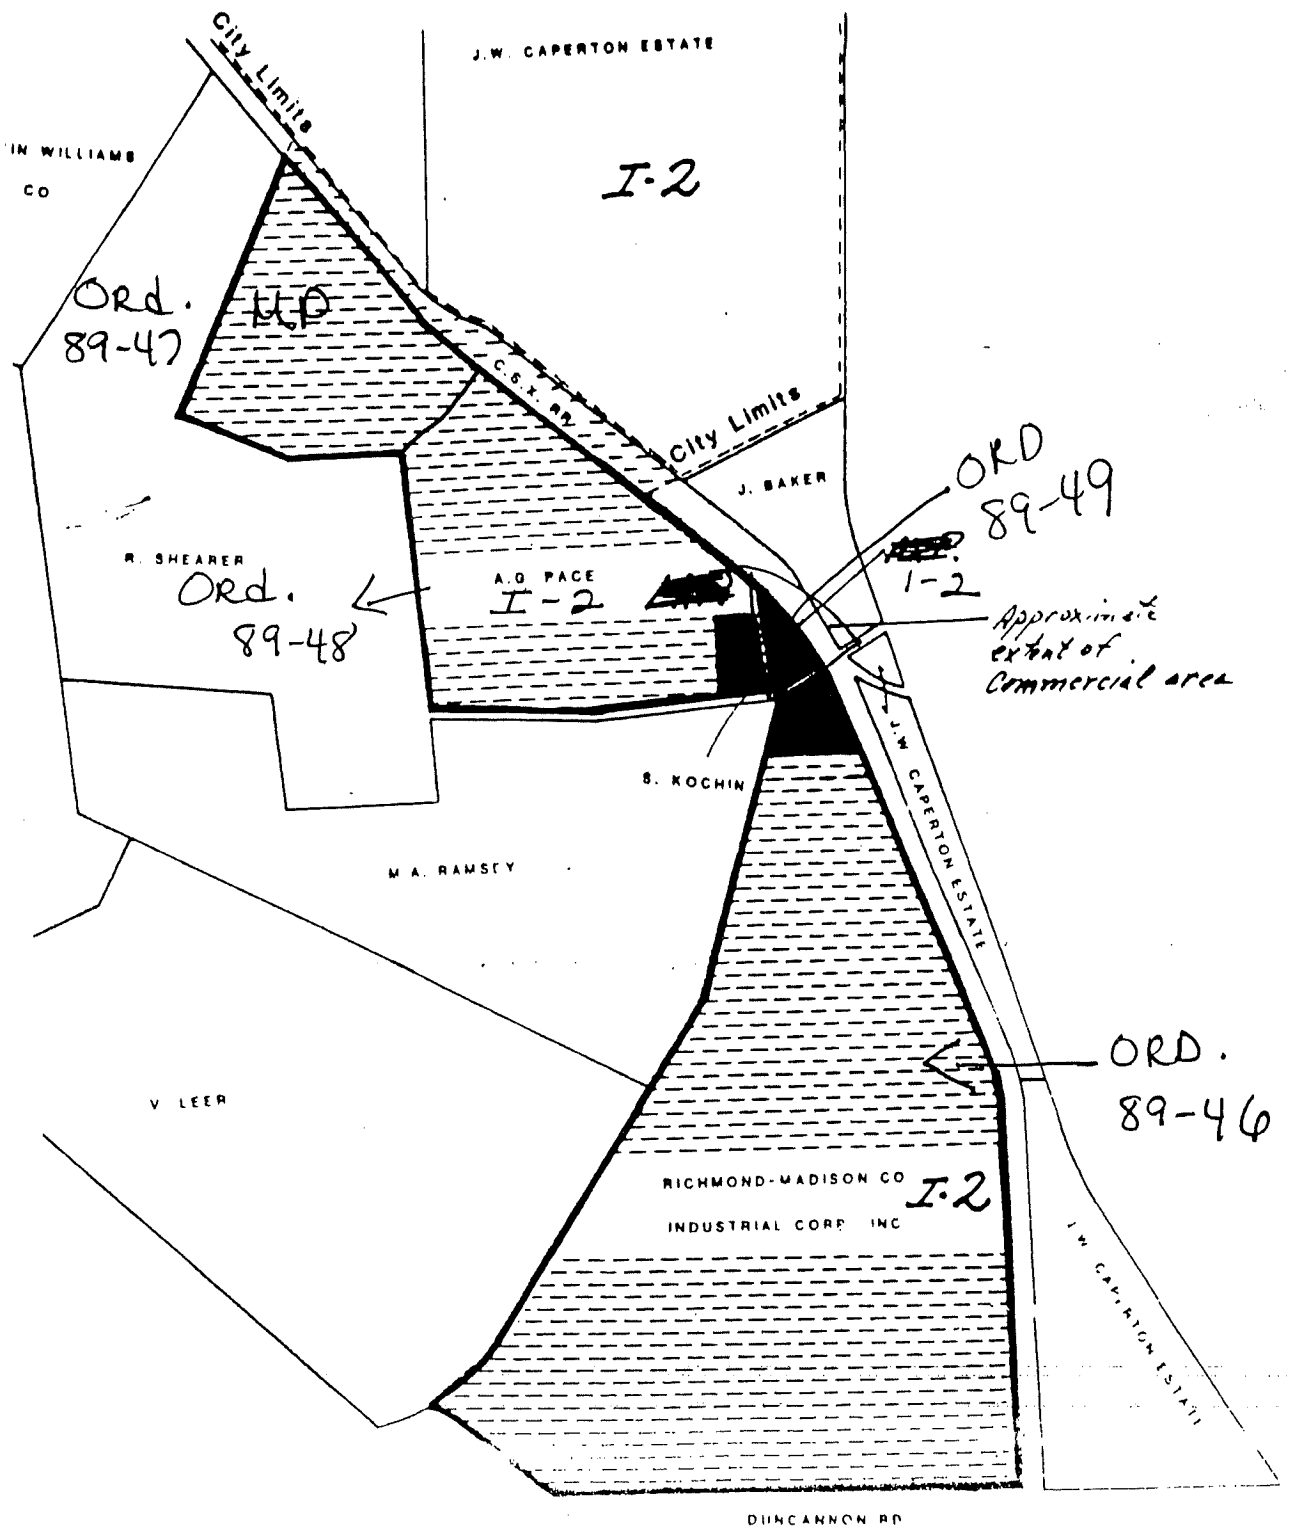 City Limits
J.W. CAPERTON ESTATE
IN WILLIAMS
CO
I-2
ORd.
89-47
C.S.X. RR
City Limits
J. BAKER
ORD
89-49
1-2
R. SHEARER
ORd.
89-48
A.D. PACE
I-2
Approximate
extent of
Commercial area
J.W. CAPERTON ESTATE
S. KOCHIN
M.A. RAMSEY
V. LEER
ORD.
89-46
RICHMOND-MADISON CO
I-2
INDUSTRIAL CORP INC
J.W. CAPERTON ESTATE
DUNCANNON RD